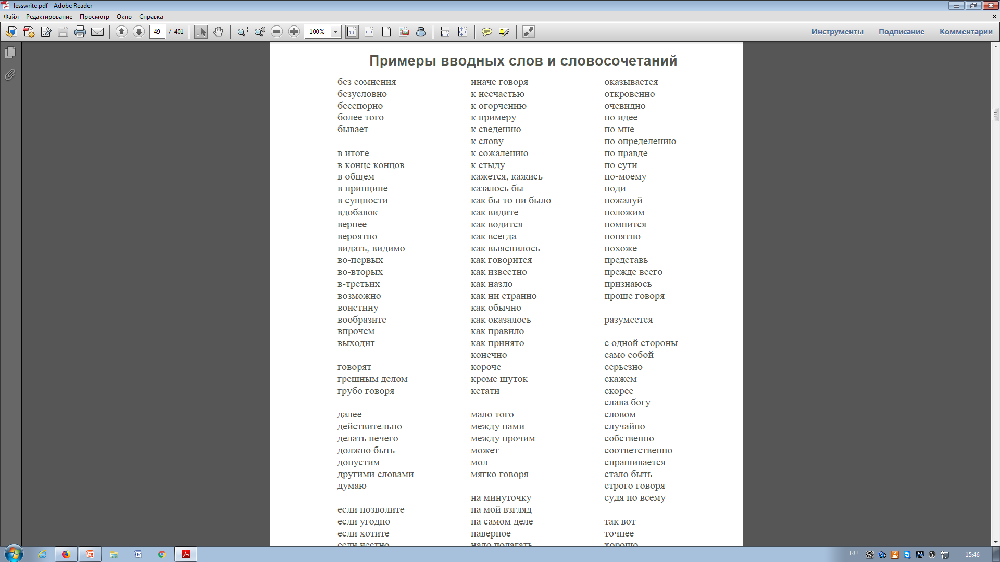 lesswrite.pdf - Adobe Reader
Файл Редактирование Просмотр Окно Справка
49 / 401 100% Инструменты Подписание Комментарии
Примеры вводных слов и словосочетаний
без сомнения
безусловно
бесспорно
более того
бывает
в итоге
в конце концов
в общем
в принципе
в сущности
вдобавок
вернее
вероятно
видать, видимо
во-первых
во-вторых
в-третьих
возможно
воистину
вообразите
впрочем
выходит
говорят
грешным делом
грубо говоря
далее
действительно
делать нечего
должно быть
допустим
другими словами
думаю
если позволите
если угодно
если хотите
если честно
иначе говоря
к несчастью
к огорчению
к примеру
к сведению
к слову
к сожалению
к стыду
кажется, кажись
казалось бы
как бы то ни было
как видите
как водится
как всегда
как выяснилось
как говорится
как известно
как назло
как ни странно
как обычно
как оказалось
как правило
как принято
конечно
короче
кроме шуток
кстати
мало того
между нами
между прочим
может
мол
мягко говоря
на минуточку
на мой взгляд
на самом деле
наверное
надо полагать
оказывается
откровенно
очевидно
по идее
по мне
по определению
по правде
по сути
по-моему
поди
пожалуй
положим
помнится
понятно
похоже
представь
прежде всего
признаюсь
проще говоря
разумеется
с одной стороны
само собой
серьезно
скажем
скорее
слава богу
словом
случайно
собственно
соответственно
спрашивается
стало быть
строго говоря
судя по всему
так вот
точнее
хорошо
RU 15:46